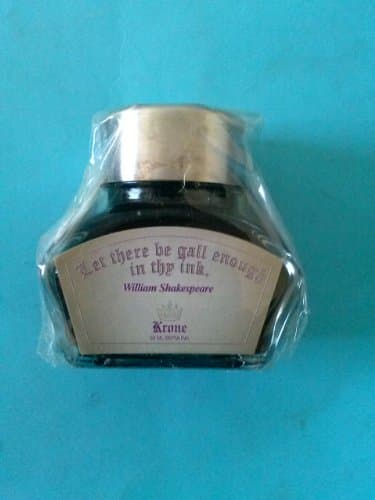 Let there be gall enough
in thy ink.
William Shakespeare
Krone